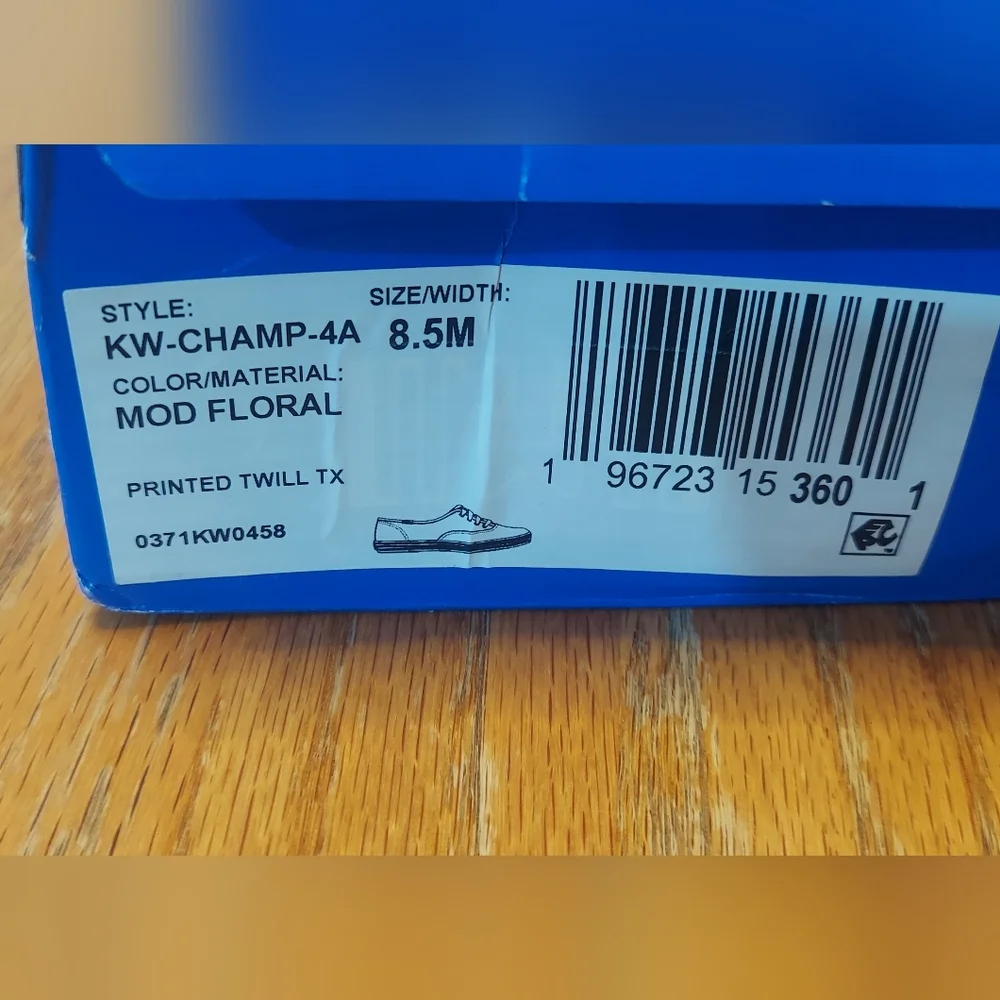 STYLE:
KW-CHAMP-4A
SIZE/WIDTH:
8.5M
COLOR/MATERIAL:
MOD FLORAL
PRINTED TWILL TX
0371KW0458
1 96723 15 360 1